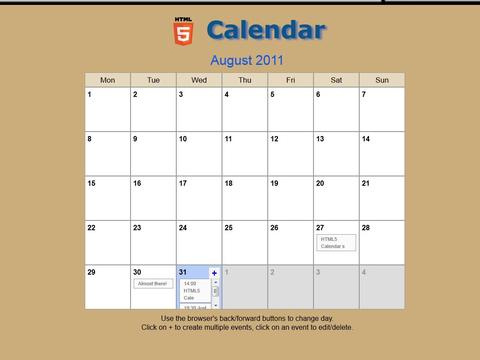 HTML
5 Calendar
August 2011
Mon Tue Wed Thu Fri Sat Sun
1 2 3 4 5 6 7
8 9 10 11 12 13 14
15 16 17 18 19 20 21
22 23 24 25 26 27 28
HTML5
Calendar s
29 30 31 + 1 2 3 4
Almost there!
14:00
HTML5
Cale
Use the browser's back/forward buttons to change day.
Click on + to create multiple events, click on an event to edit/delete.